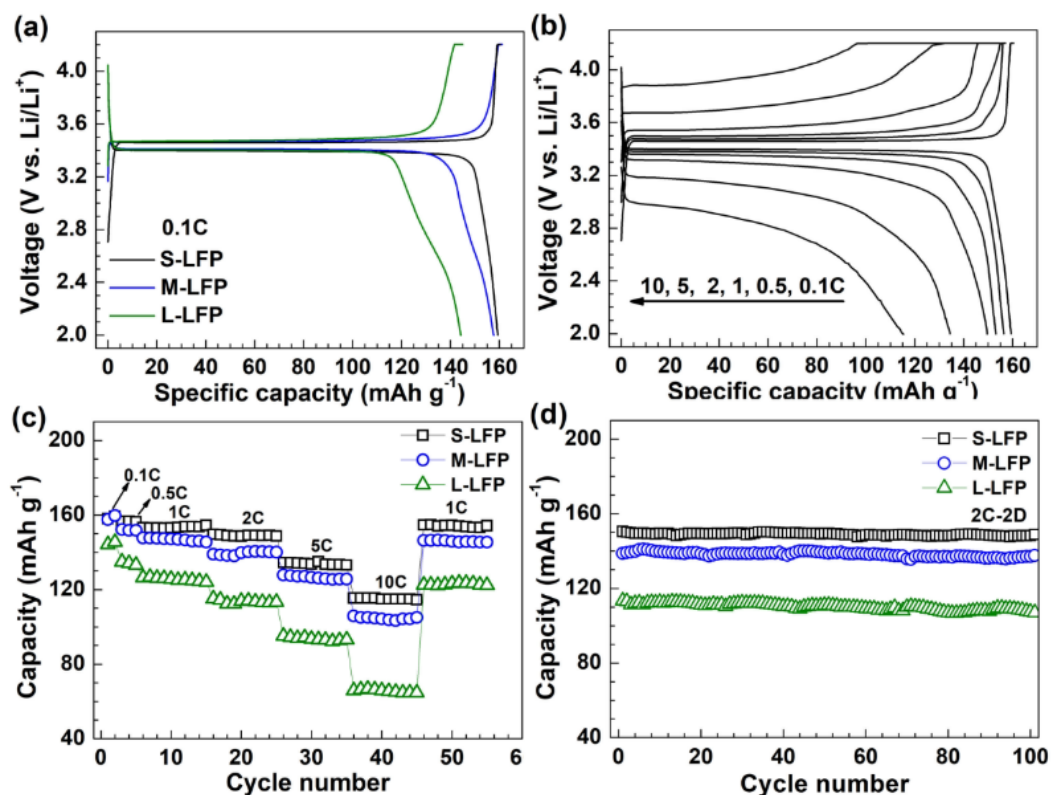 (a)
Voltage (V vs. Li/Li⁺)
4.0
3.6
3.2
2.8
2.4
2.0
0.1C
S-LFP
M-LFP
L-LFP
0 20 40 60 80 100 120 140 160
Specific capacity (mAh g⁻¹)
(b)
Voltage (V vs. Li/Li⁺)
4.0
3.6
3.2
2.8
2.4
2.0
10, 5, 2, 1, 0.5, 0.1C
0 20 40 60 80 100 120 140 160
Specific capacity (mAh g⁻¹)
(c)
Capacity (mAh g⁻¹)
200
160
120
80
40
S-LFP
M-LFP
L-LFP
0.1C
0.5C
1C
2C
5C
10C
1C
0 10 20 30 40 50 6
Cycle number
(d)
Capacity (mAh g⁻¹)
200
160
120
80
40
S-LFP
M-LFP
L-LFP
2C-2D
0 20 40 60 80 100
Cycle number